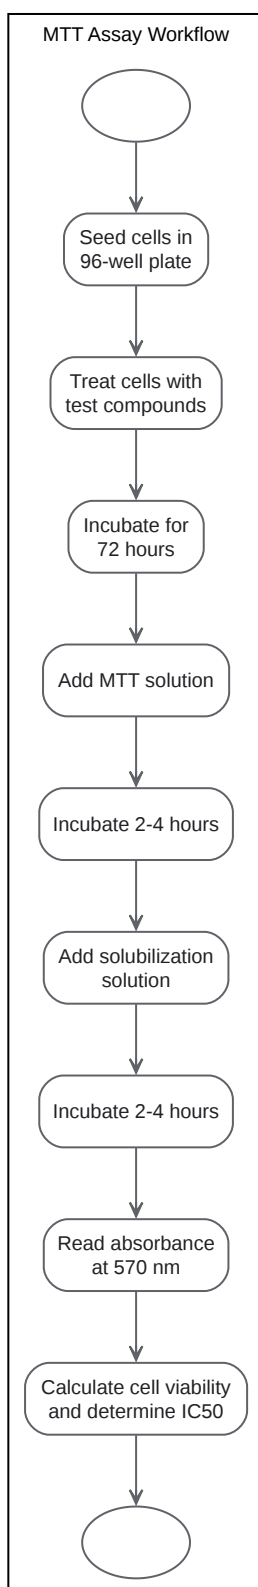 MTT Assay Workflow
Seed cells in
96-well plate
Treat cells with
test compounds
Incubate for
72 hours
Add MTT solution
Incubate 2-4 hours
Add solubilization
solution
Incubate 2-4 hours
Read absorbance
at 570 nm
Calculate cell viability
and determine IC50